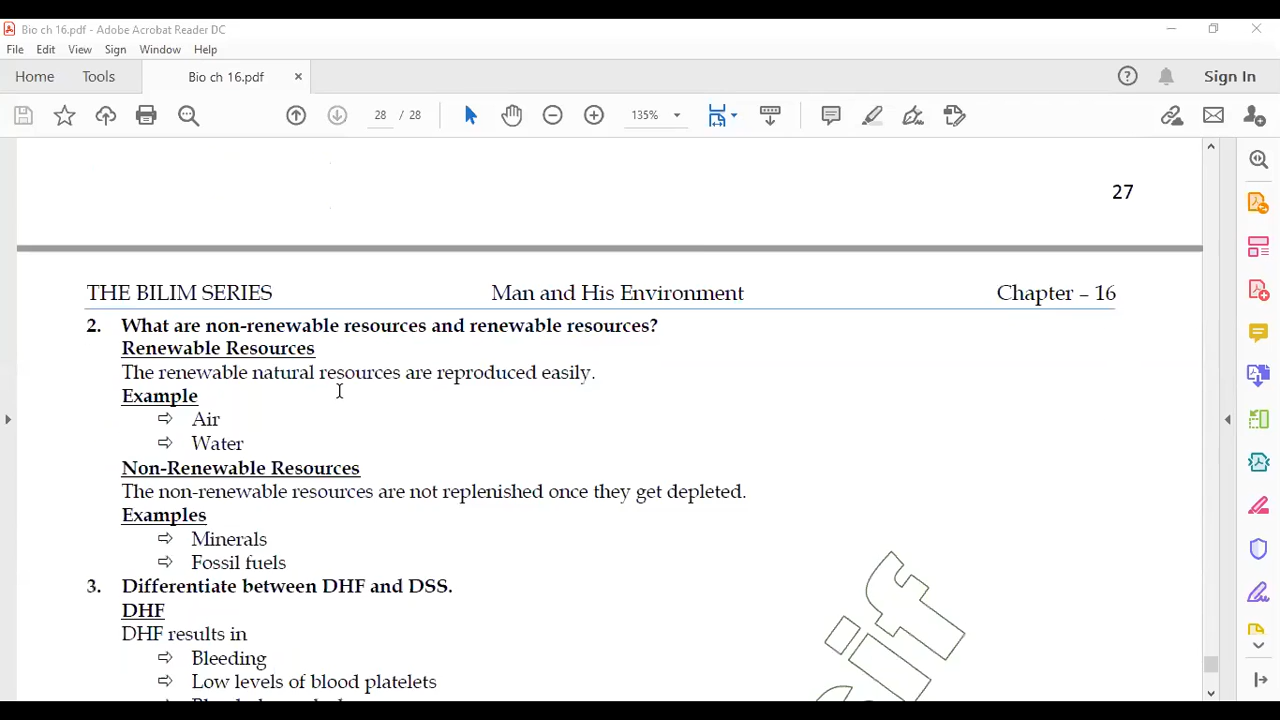 Bio ch 16.pdf - Adobe Acrobat Reader DC
File Edit View Sign Window Help
Home Tools Bio ch 16.pdf × Sign In
28 / 28 135%
27
THE BILIM SERIES Man and His Environment Chapter – 16
2. What are non-renewable resources and renewable resources?
Renewable Resources
The renewable natural resources are reproduced easily.
Example
⇨ Air
⇨ Water
Non-Renewable Resources
The non-renewable resources are not replenished once they get depleted.
Examples
⇨ Minerals
⇨ Fossil fuels
3. Differentiate between DHF and DSS.
DHF
DHF results in
⇨ Bleeding
⇨ Low levels of blood platelets